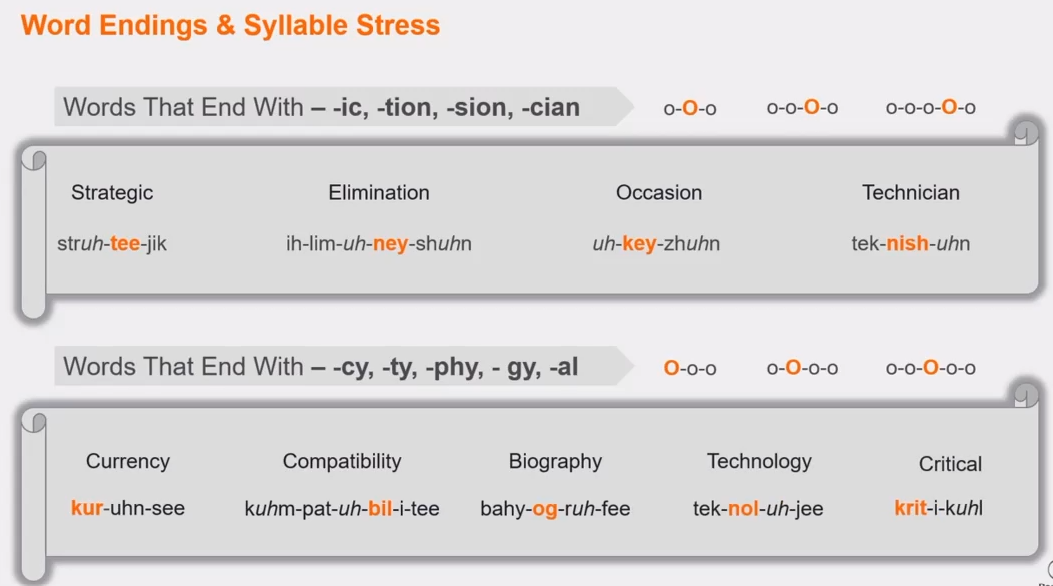 Word Endings & Syllable Stress
Words That End With – -ic, -tion, -sion, -cian o-O-o o-o-O-o o-o-o-O-o
Strategic Elimination Occasion Technician
struh-tee-jik ih-lim-uh-ney-shuhn uh-key-zhuhn tek-nish-uhn
Words That End With – -cy, -ty, -phy, - gy, -al O-o-o o-O-o-o o-o-O-o-o
Currency Compatibility Biography Technology Critical
kur-uhn-see kuhm-pat-uh-bil-i-tee bahy-og-ruh-fee tek-nol-uh-jee krit-i-kuhl